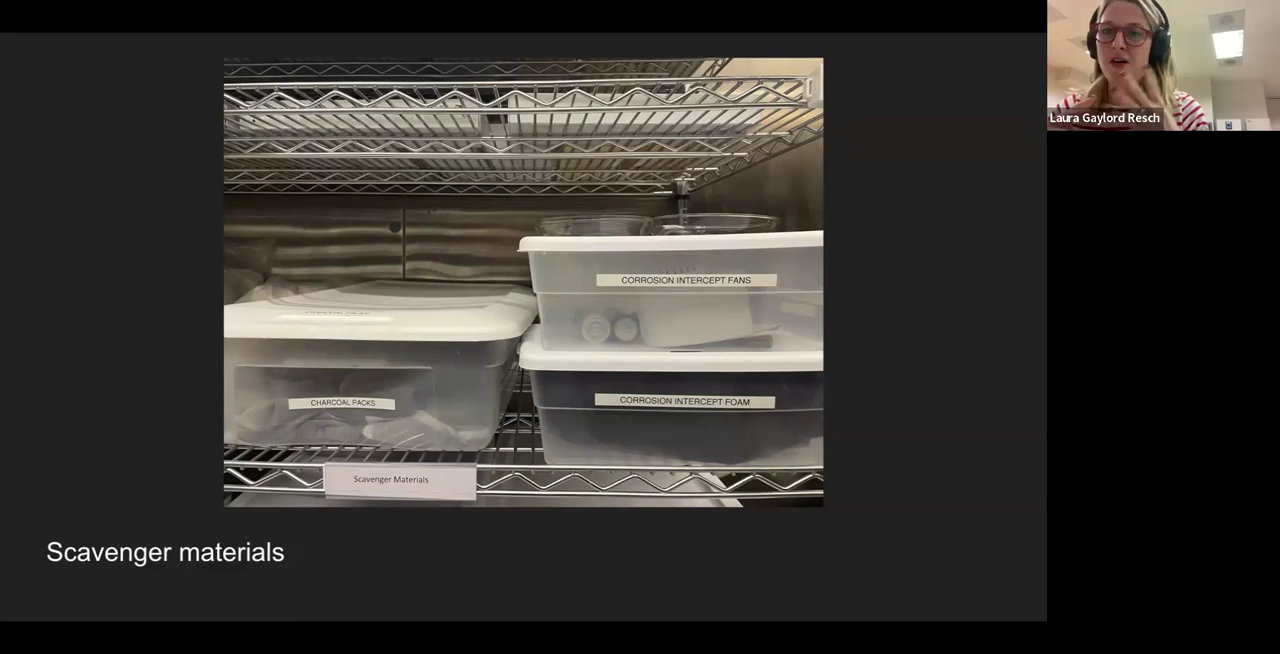 Laura Gaylord Resch
CORROSION INTERCEPT FANS
CORROSION INTERCEPT FOAM
CHARCOAL PACKS
Scavenger Materials
Scavenger materials